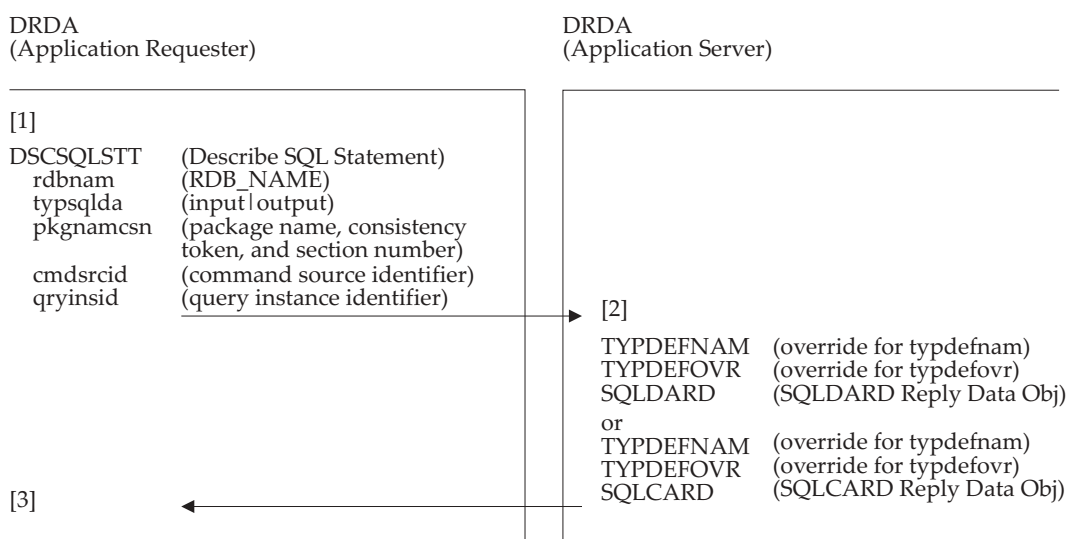 DRDA
(Application Requester)
DRDA
(Application Server)
[1]
DSCSQLSTT (Describe SQL Statement)
rdbnam (RDB_NAME)
typsqlda (input|output)
pkgnamcsn (package name, consistency
token, and section number)
cmdsrcid (command source identifier)
qryinsid (query instance identifier)
[2]
TYPDEFNAM (override for typdefnam)
TYPDEFOVR (override for typdefovr)
SQLDARD (SQLDARD Reply Data Obj)
or
TYPDEFNAM (override for typdefnam)
TYPDEFOVR (override for typdefovr)
SQLCARD (SQLCARD Reply Data Obj)
[3]